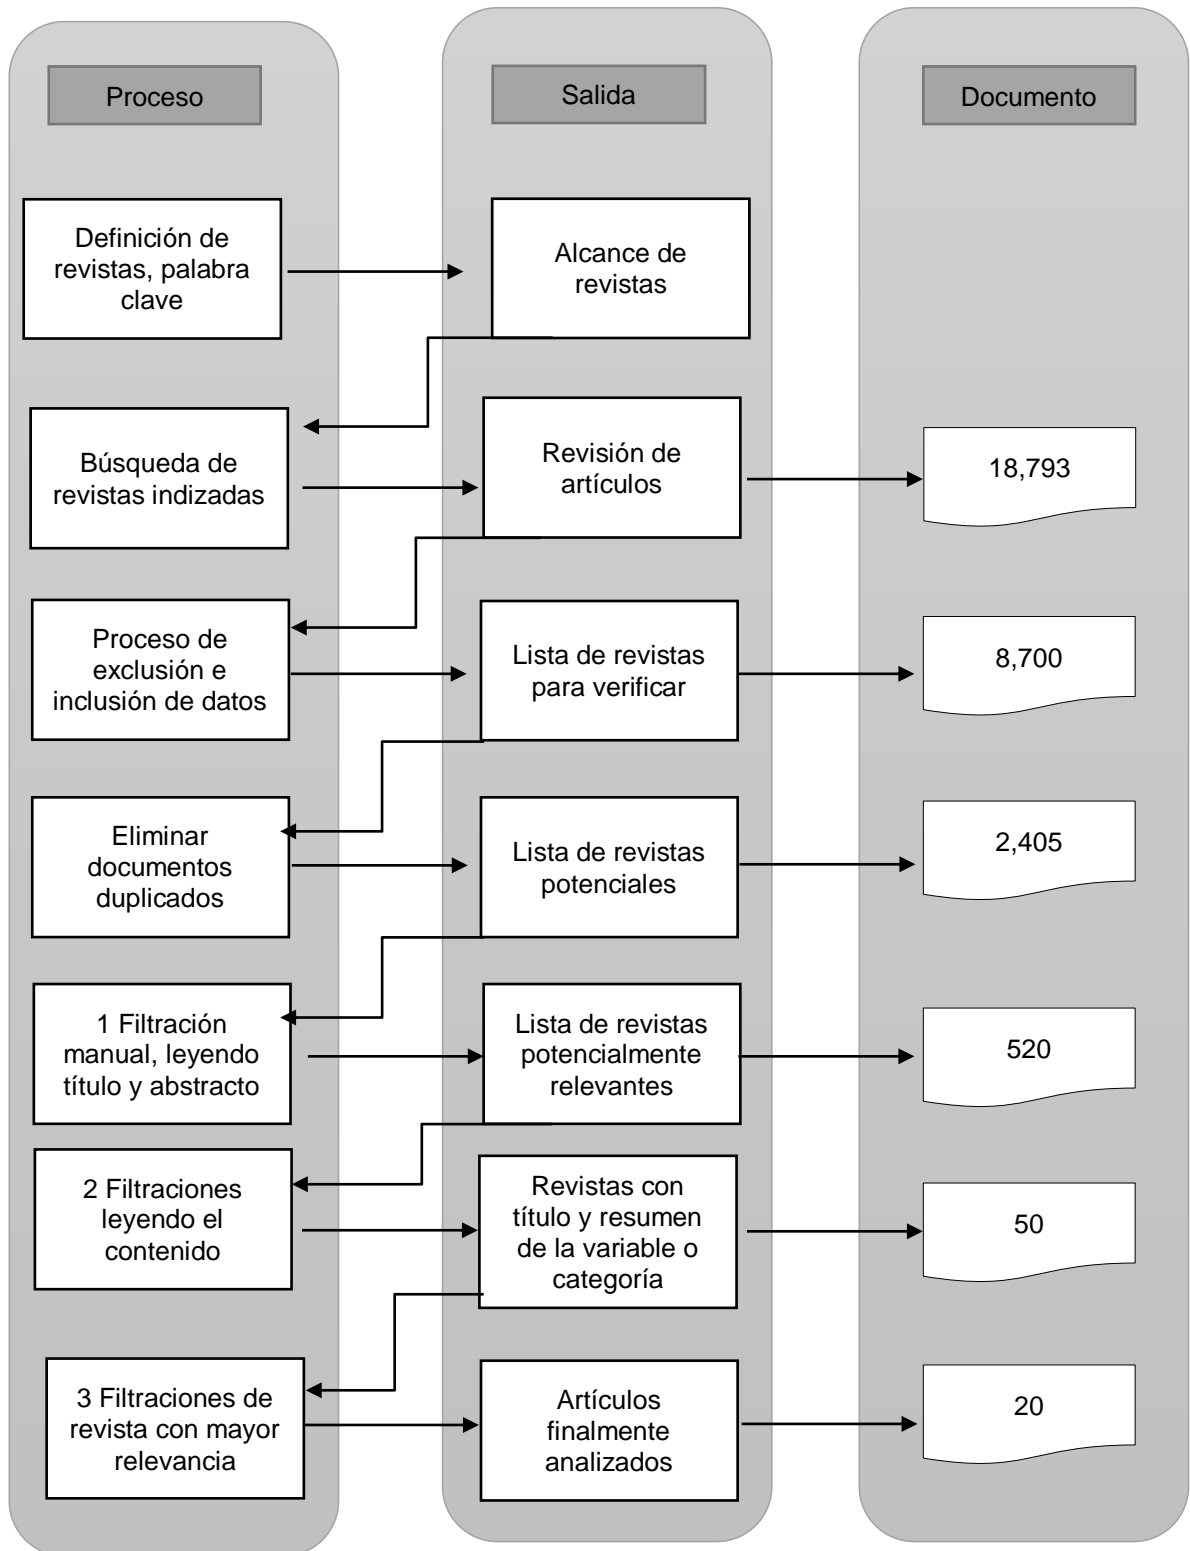 Proceso
Salida
Documento
Definición de
revistas, palabra
clave
Alcance de
revistas
Búsqueda de
revistas indizadas
Revisión de
artículos
18,793
Proceso de
exclusión e
inclusión de datos
Lista de revistas
para verificar
8,700
Eliminar
documentos
duplicados
Lista de revistas
potenciales
2,405
1 Filtración
manual, leyendo
título y abstracto
Lista de revistas
potencialmente
relevantes
520
2 Filtraciones
leyendo el
contenido
Revistas con
título y resumen
de la variable o
categoría
50
3 Filtraciones de
revista con mayor
relevancia
Artículos
finalmente
analizados
20